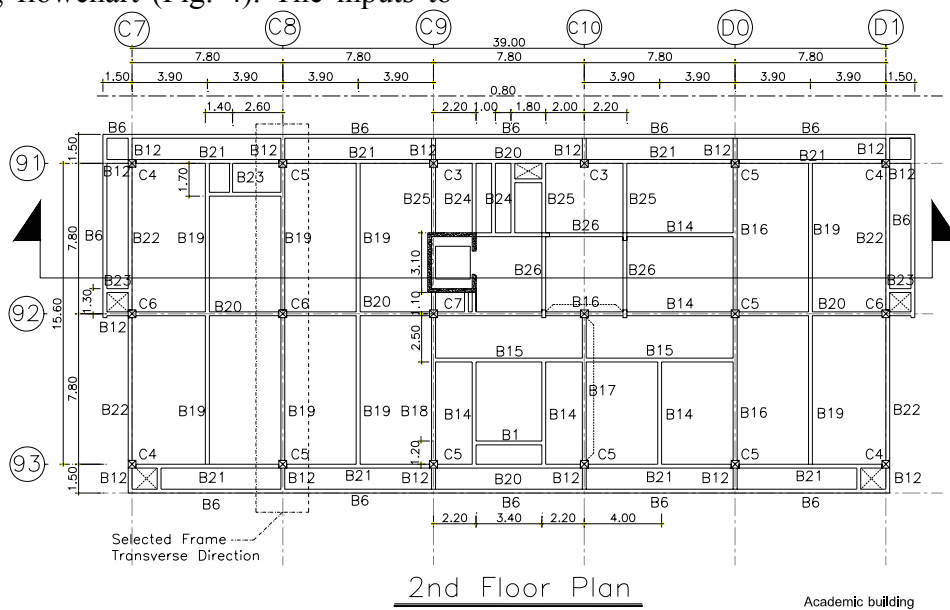 , flowchart (Fig. 4). The inputs to
C7 C8 C9 C10 D0 D1
39.00
7.80 7.80 7.80 7.80 7.80
1.50 3.90 3.90 3.90 3.90 3.90 3.90 3.90 3.90 1.50
0.80
1.40 2.60 2.20 1.00 1.80 2.00 2.20
B6 B6 B6 B6 B6
91 1.50 B12 B21 B12 B21 B20 B12 B21 B12 B21
B12 C4 B23 C5 C3 C3 C5 C4 B12
1.70 B25 B24 B24 B25 B25
B26 B14
7.80 B6 B22 B19 B19 B19 B16 B19 B22 B6
3.10 B26 B26
B23 B23
1.30 C6 C6 1.10 C7 B16 C5 C6
92 15.60 B20 B20 B14 B20
B12 B12
2.50 B15 B15
B17
7.80 B22 B19 B19 B19 B18 B14 B14 B14 B16 B19 B22
B1
1.20
93 C4 C5 C5 C5 C5 C4
1.50 B12 B21 B12 B21 B12 B20 B12 B21 B12 B21 B12
B6 B6 B6 B6 B6
2.20 3.40 2.20 4.00
Selected Frame
Transverse Direction
2nd Floor Plan
Academic building